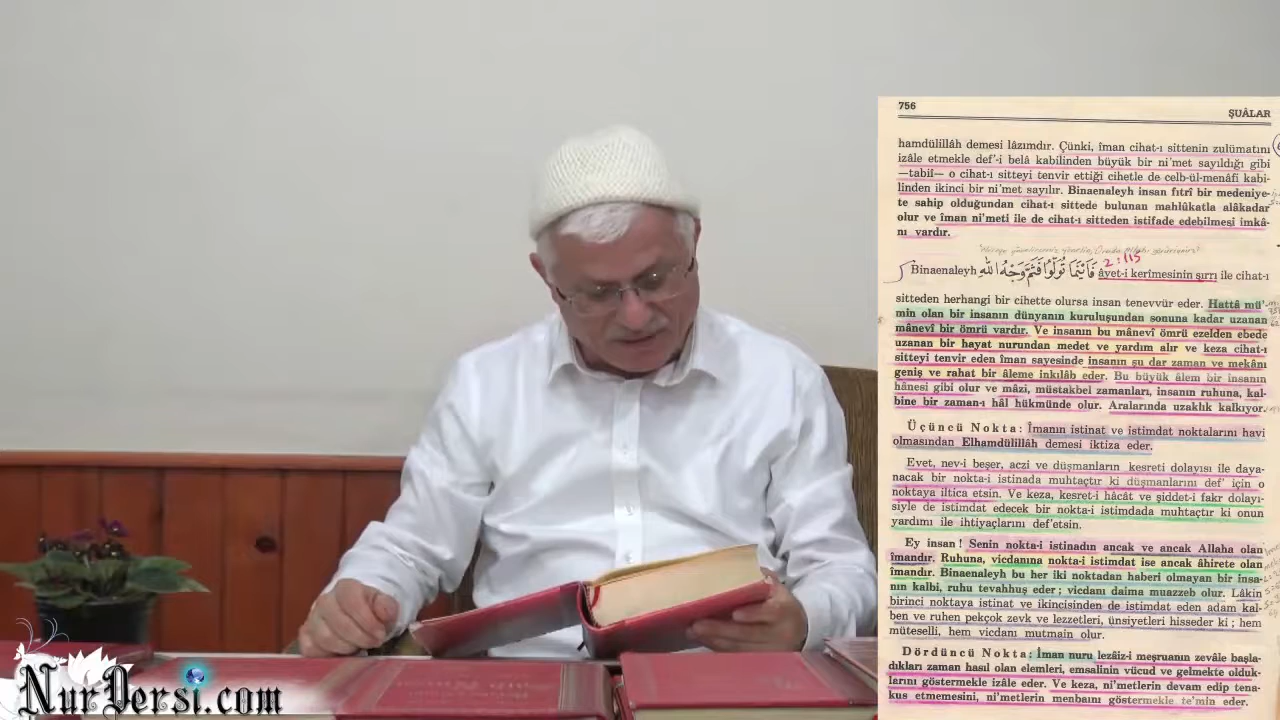 756
ŞUÂLAR
hamdülillâh demesi lâzımdır. Çünki, îman cihat-ı sittenin zulümatını
izâle etmekle def'-i belâ kabilinden büyük bir ni'met sayıldığı gibi
—tabiî— o cihat-ı sitteyi tenvir ettiği cihetle de celb-ül-menâfi kabi-
linden ikinci bir ni'met sayılır. Binaenaleyh insan fıtrî bir medeniye-
te sahip olduğundan cihat-ı sittede bulunan mahlûkatla alâkadar
olur ve îman ni'meti ile de cihat-ı sitteden istifade edebilmesi imkâ-
nı vardır.
2:115
Binaenaleyh فَاَيْنَمَا تُوَلُّوا فَثَمَّ وَجْهُ اللّٰهِ âyet-i kerîmesinin sırrı ile cihat-ı
sitteden herhangi bir cihette olursa insan tenevvür eder. Hattâ mü'-
min olan bir insanın dünyanın kuruluşundan sonuna kadar uzanan
mânevî bir ömrü vardır. Ve insanın bu mânevî ömrü ezelden ebede
uzanan bir hayat nurundan medet ve yardım alır ve keza cihat-ı
sitteyi tenvir eden îman sayesinde insanın şu dar zaman ve mekânı
geniş ve rahat bir âleme inkılâb eder. Bu büyük âlem bir insanın
hânesi gibi olur ve mâzi, müstakbel zamanları, insanın ruhuna, kal-
bine bir zaman-ı hâl hükmünde olur. Aralarında uzaklık kalkıyor.
Üçüncü Nokta: Îmanın istinat ve istimdat noktalarını havi
olmasından Elhamdülillâh demesi iktiza eder.
Evet, nev-i beşer, aczi ve düşmanların kesreti dolayısı ile daya-
nacak bir nokta-i istinada muhtaçtır ki düşmanlarını def' için o
noktaya iltica etsin. Ve keza, kesret-i hâcât ve şiddet-i fakr dolayı-
siyle de istimdat edecek bir nokta-i istimdada muhtaçtır ki onun
yardımı ile ihtiyaçlarını def'etsin.
Ey insan! Senin nokta-i istinadın ancak ve ancak Allaha olan
îmandır. Ruhuna, vicdanına nokta-i istimdat ise ancak âhirete olan
îmandır. Binaenaleyh bu her iki noktadan haberi olmayan bir insa-
nın kalbi, ruhu tevahhuş eder; vicdanı daima muazzeb olur. Lâkin
birinci noktaya istinat ve ikincisinden de istimdat eden adam kal-
ben ve ruhen pekçok zevk ve lezzetleri, ünsiyetleri hisseder ki; hem
müteselli, hem vicdanı mutmain olur.
Dördüncü Nokta: Îman nuru lezâiz-i meşruanın zevâle başla-
dıkları zaman hasıl olan elemleri, emsalinin vücud ve gelmekte olduk-
larını göstermekle izâle eder. Ve keza, ni'metlerin devam edip tena-
kus etmemesini, ni'metlerin menbaını göstermekle te'min eder.
NurDersi.com